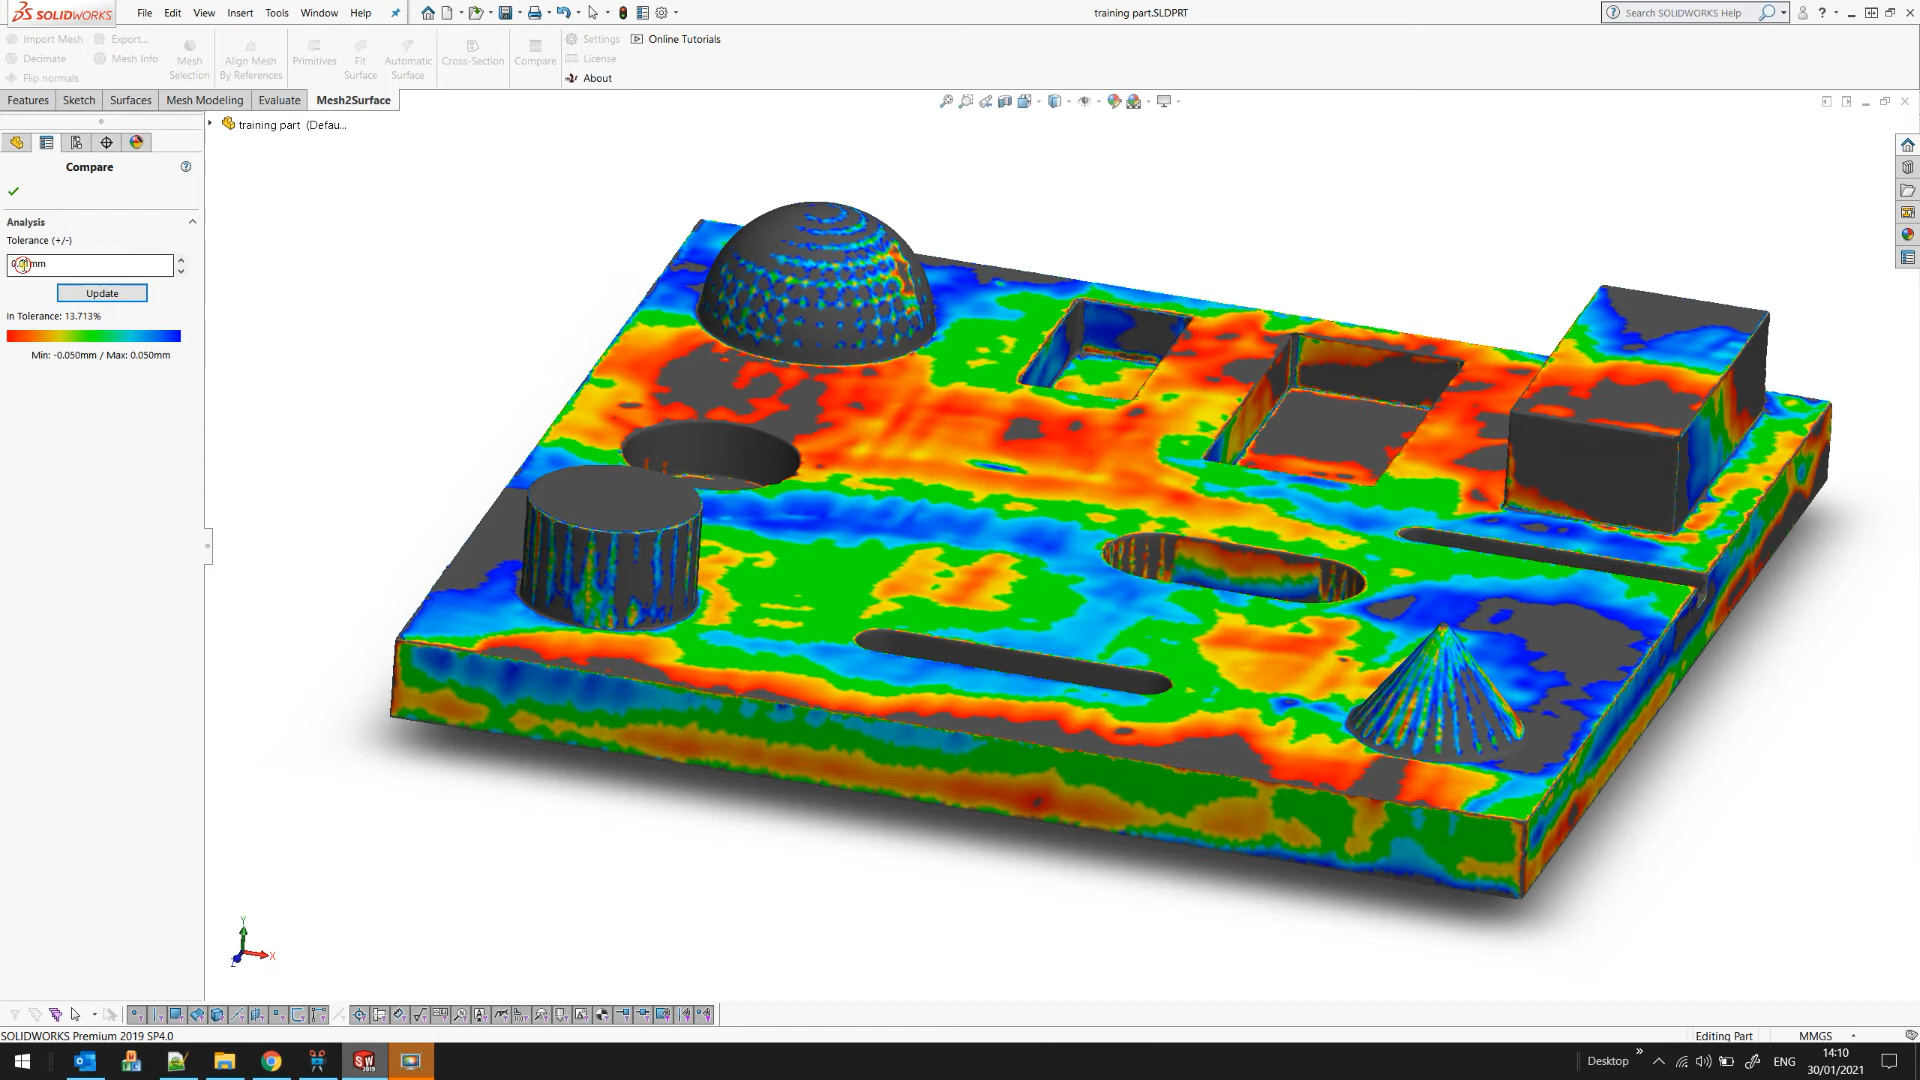 SOLIDWORKS
File Edit View Insert Tools Window Help
training part.SLDPRT
Search SOLIDWORKS Help
Import Mesh
Export...
Decimate
Mesh Info
Flip normals
Mesh
Selection
Align Mesh
By References
Primitives
Fit
Surface
Automatic
Surface
Cross-Section
Compare
Settings
Online Tutorials
License
About
Features
Sketch
Surfaces
Mesh Modeling
Evaluate
Mesh2Surface
training part (Defau...
Compare
Analysis
Tolerance (+/-)
mm
Update
In Tolerance: 13.713%
Min: -0.050mm / Max: 0.050mm
Y
X
Z
SOLIDWORKS Premium 2019 SP4.0
Editing Part
MMGS
Desktop
ENG
14:10
30/01/2021